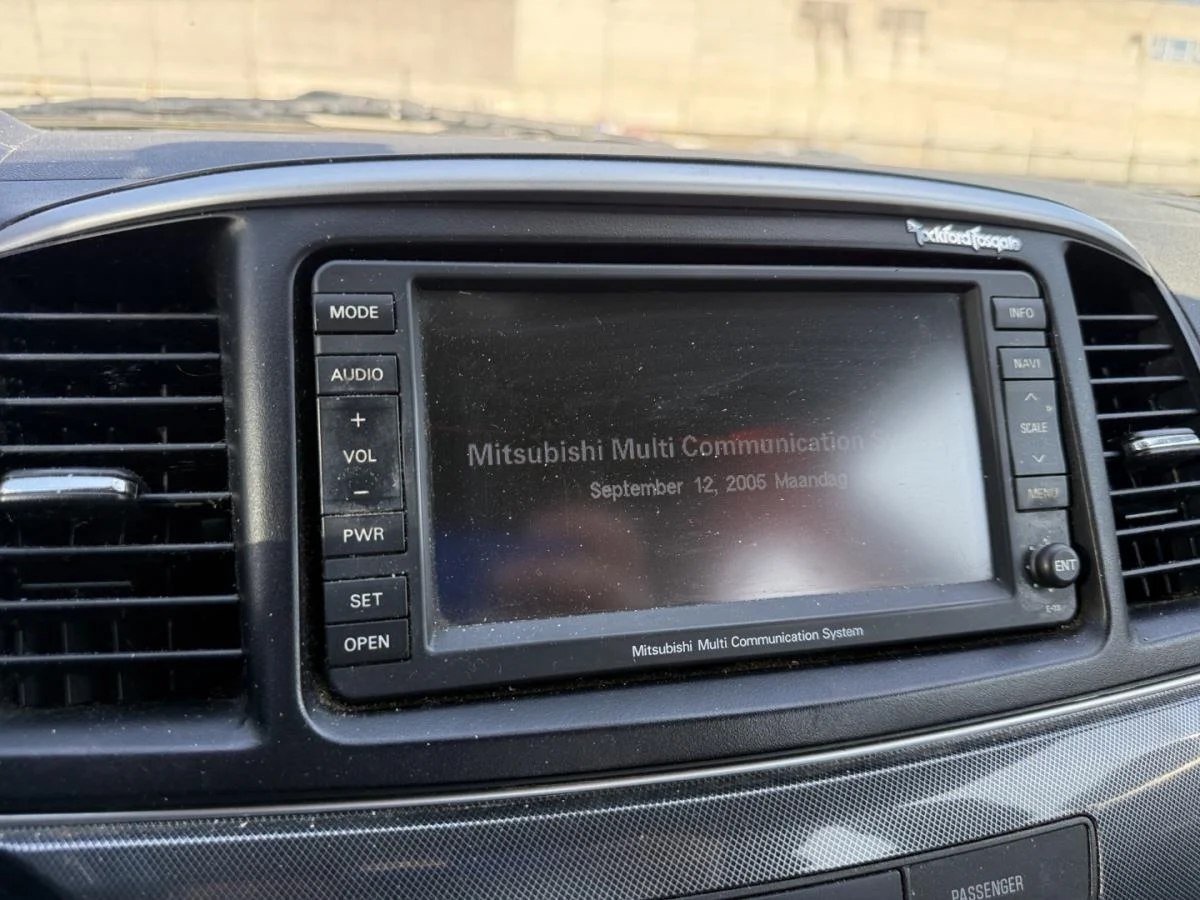 Rockford Fosgate
MODE
AUDIO
+
VOL
−
PWR
SET
OPEN
Mitsubishi Multi Communication S
September 12, 2005 Maandag
Mitsubishi Multi Communication System
INFO
NAVI
SCALE
MENU
ENT
E-13
PASSENGER